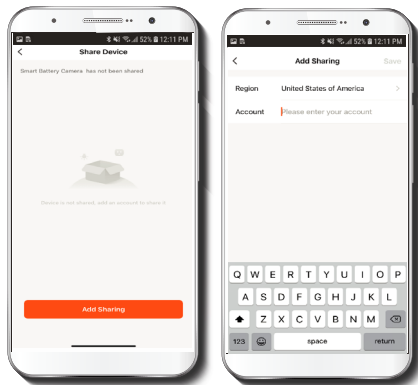 52% 12:11 PM
Share Device
Smart Battery Camera has not been shared
Device is not shared, add an account to share it
Add Sharing
52% 12:11 PM
Add Sharing Save
Region United States of America
Account Please enter your account
Q W E R T Y U I O P
A S D F G H J K L
Z X C V B N M
123 space return